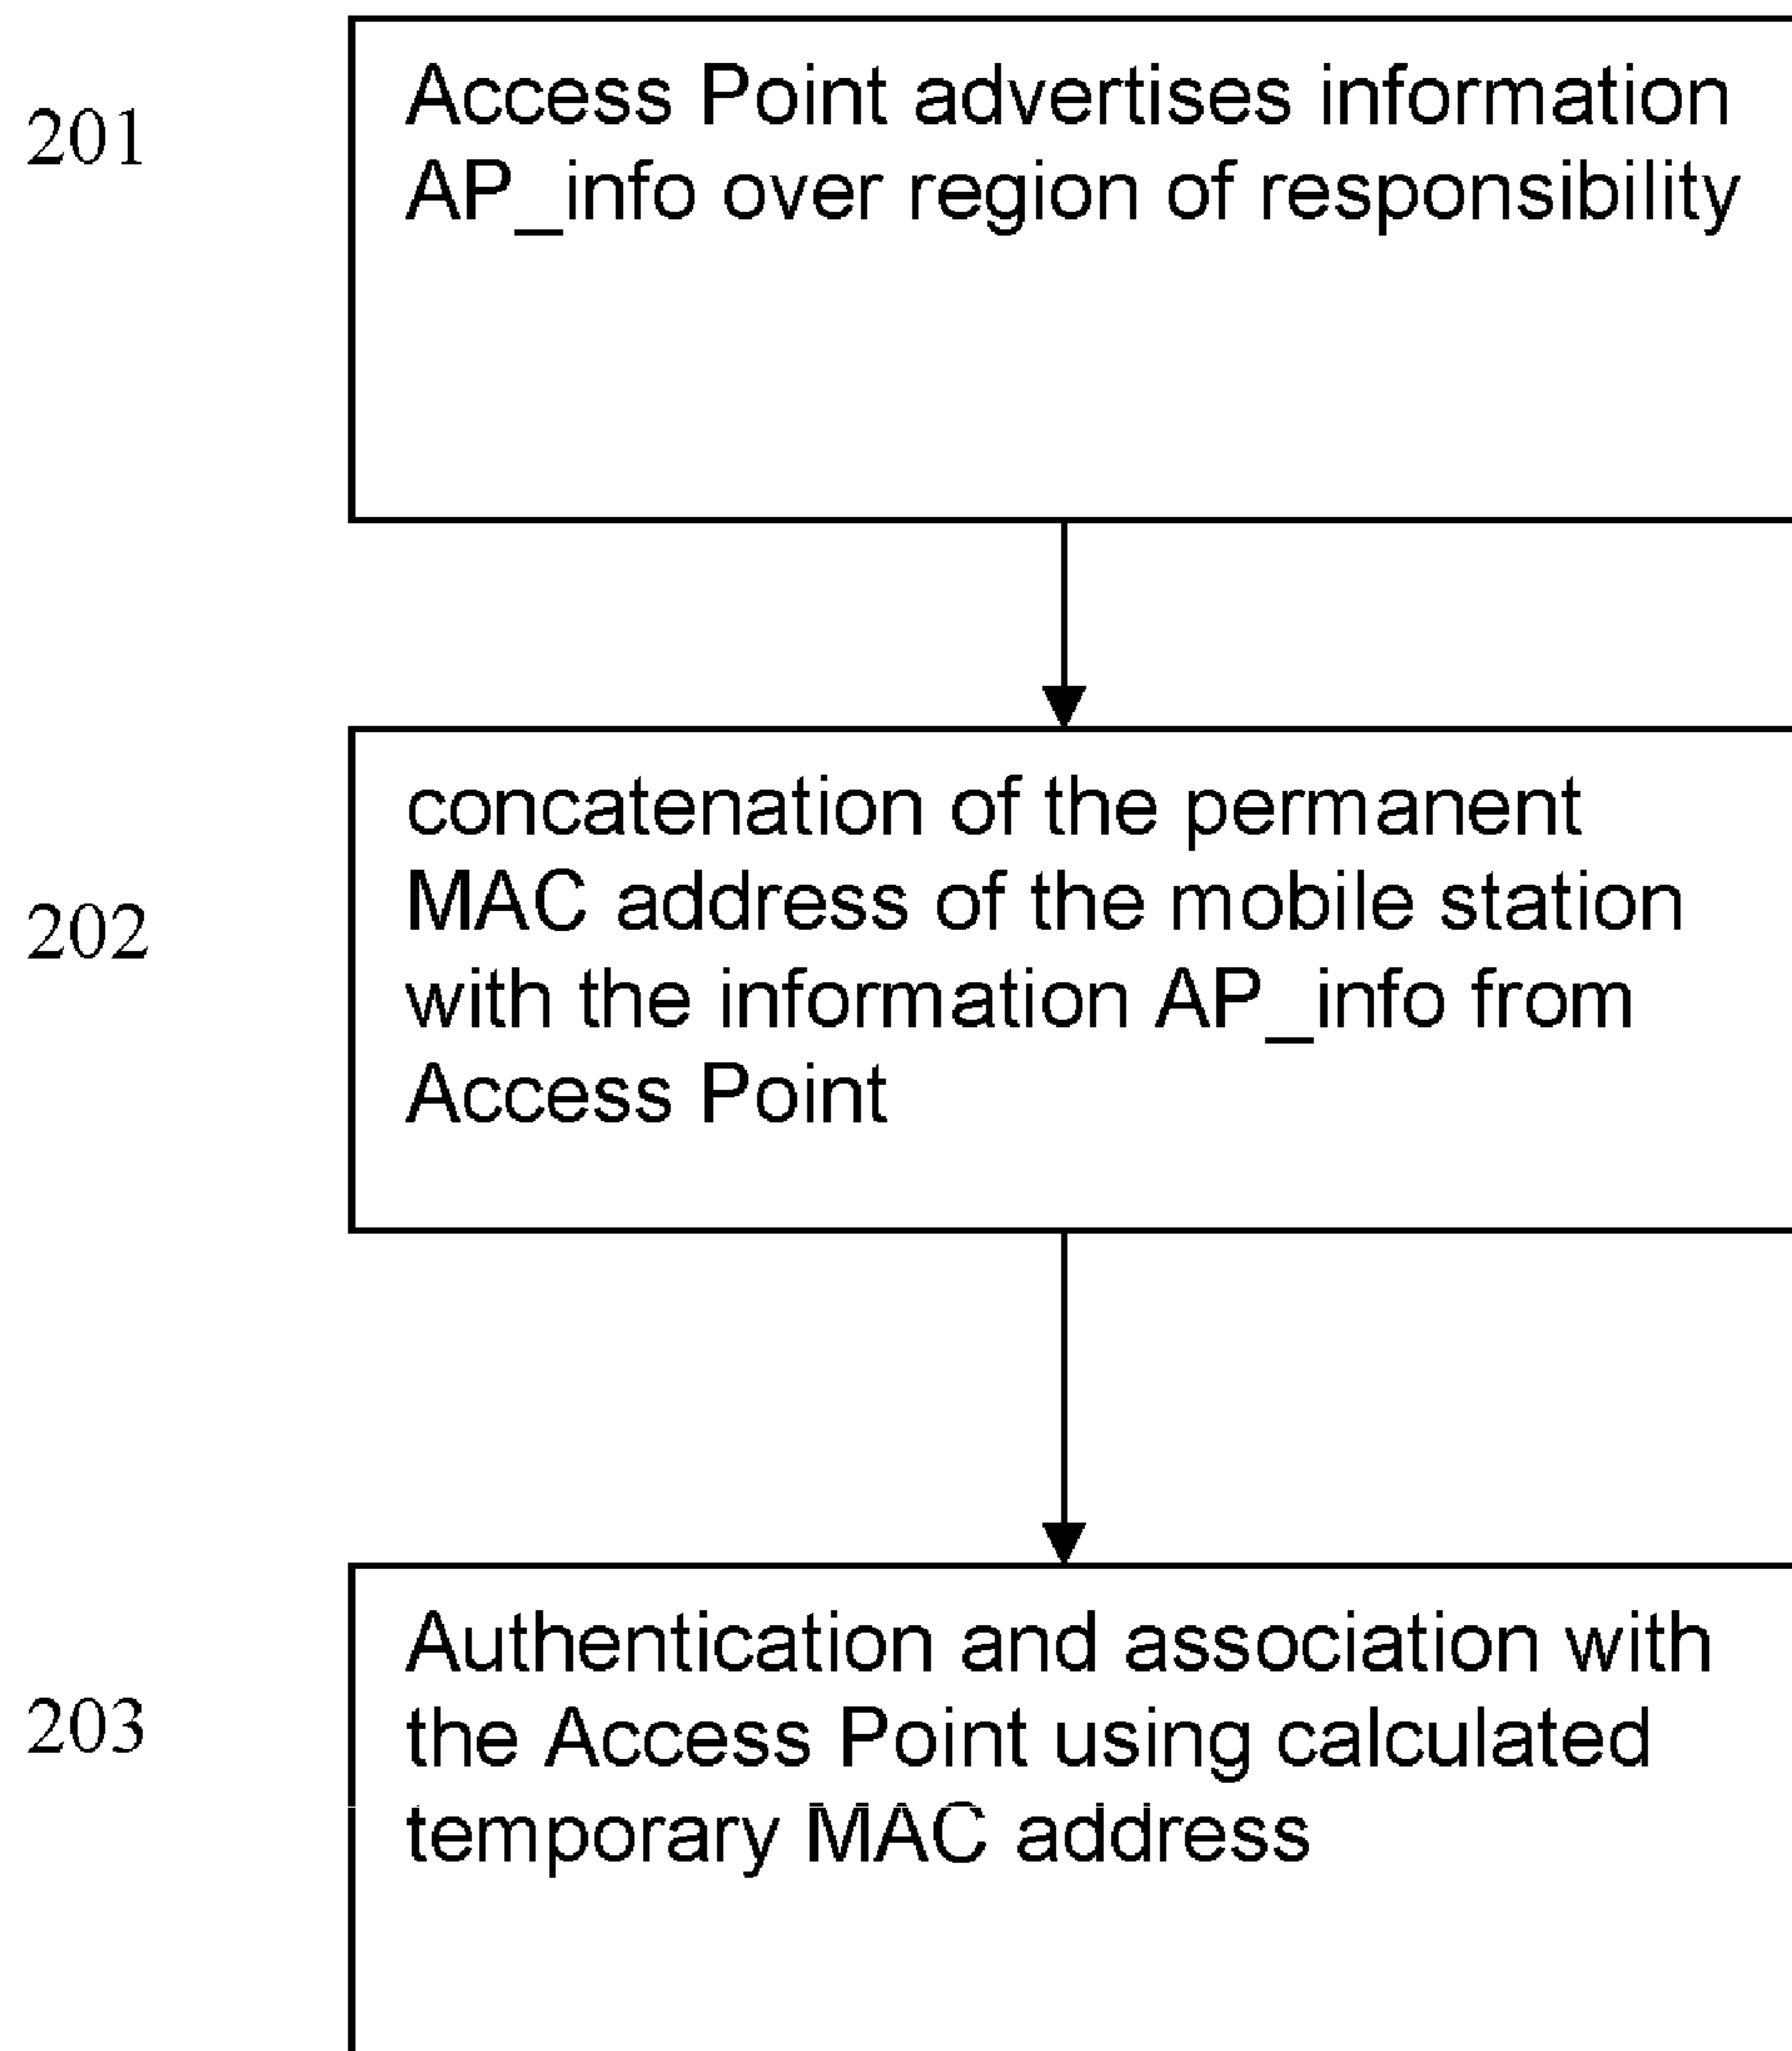 201
Access Point advertises information
AP_info over region of responsibility
202
concatenation of the permanent
MAC address of the mobile station
with the information AP_info from
Access Point
203
Authentication and association with
the Access Point using calculated
temporary MAC address